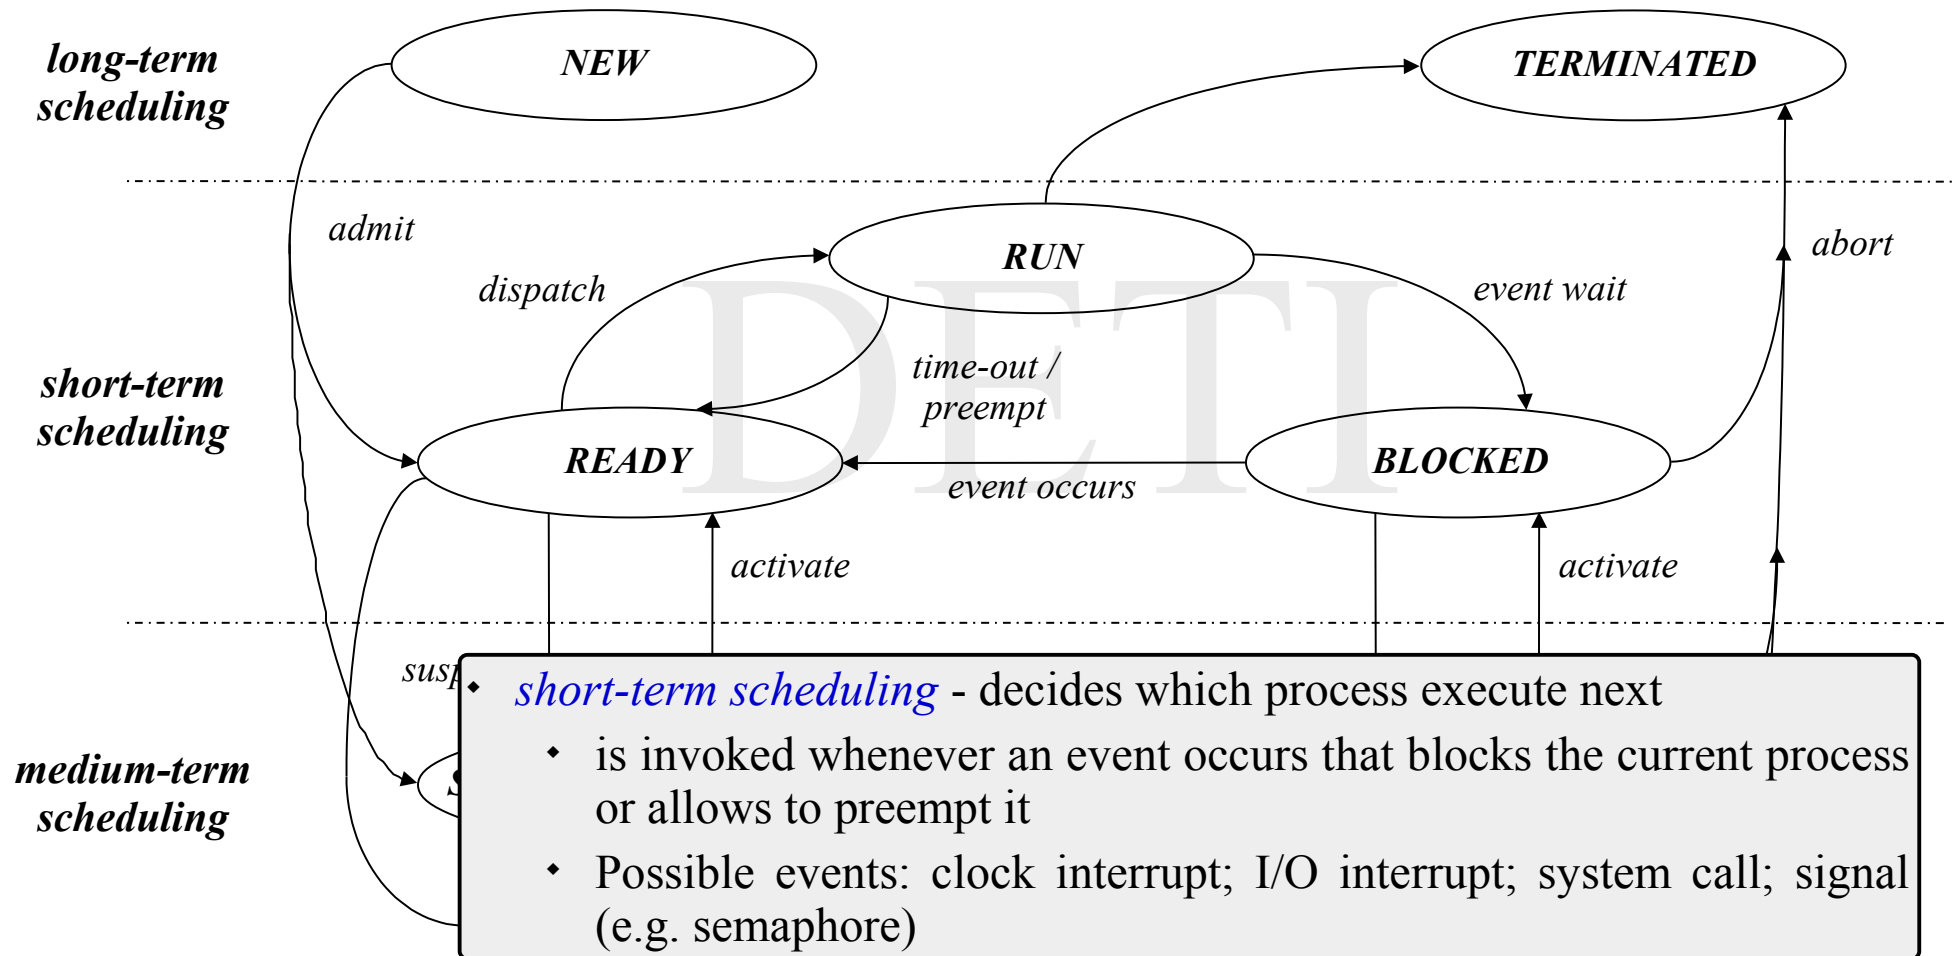 long-term
scheduling
NEW
TERMINATED
admit
dispatch
RUN
event wait
abort
short-term
scheduling
time-out /
preempt
DETI
READY
event occurs
BLOCKED
activate
activate
medium-term
scheduling
short-term scheduling - decides which process execute next
is invoked whenever an event occurs that blocks the current process
or allows to preempt it
Possible events: clock interrupt; I/O interrupt; system call; signal
(e.g. semaphore)